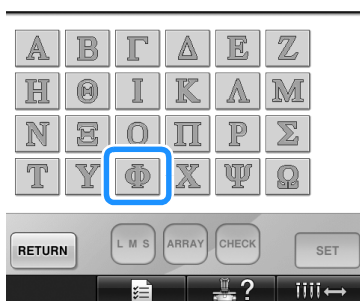 Α Β Γ Δ Ε Ζ
Η Θ Ι Κ Λ Μ
Ν Ξ Ο Π Ρ Σ
Τ Υ Φ Χ Ψ Ω
RETURN L M S ARRAY CHECK SET
?